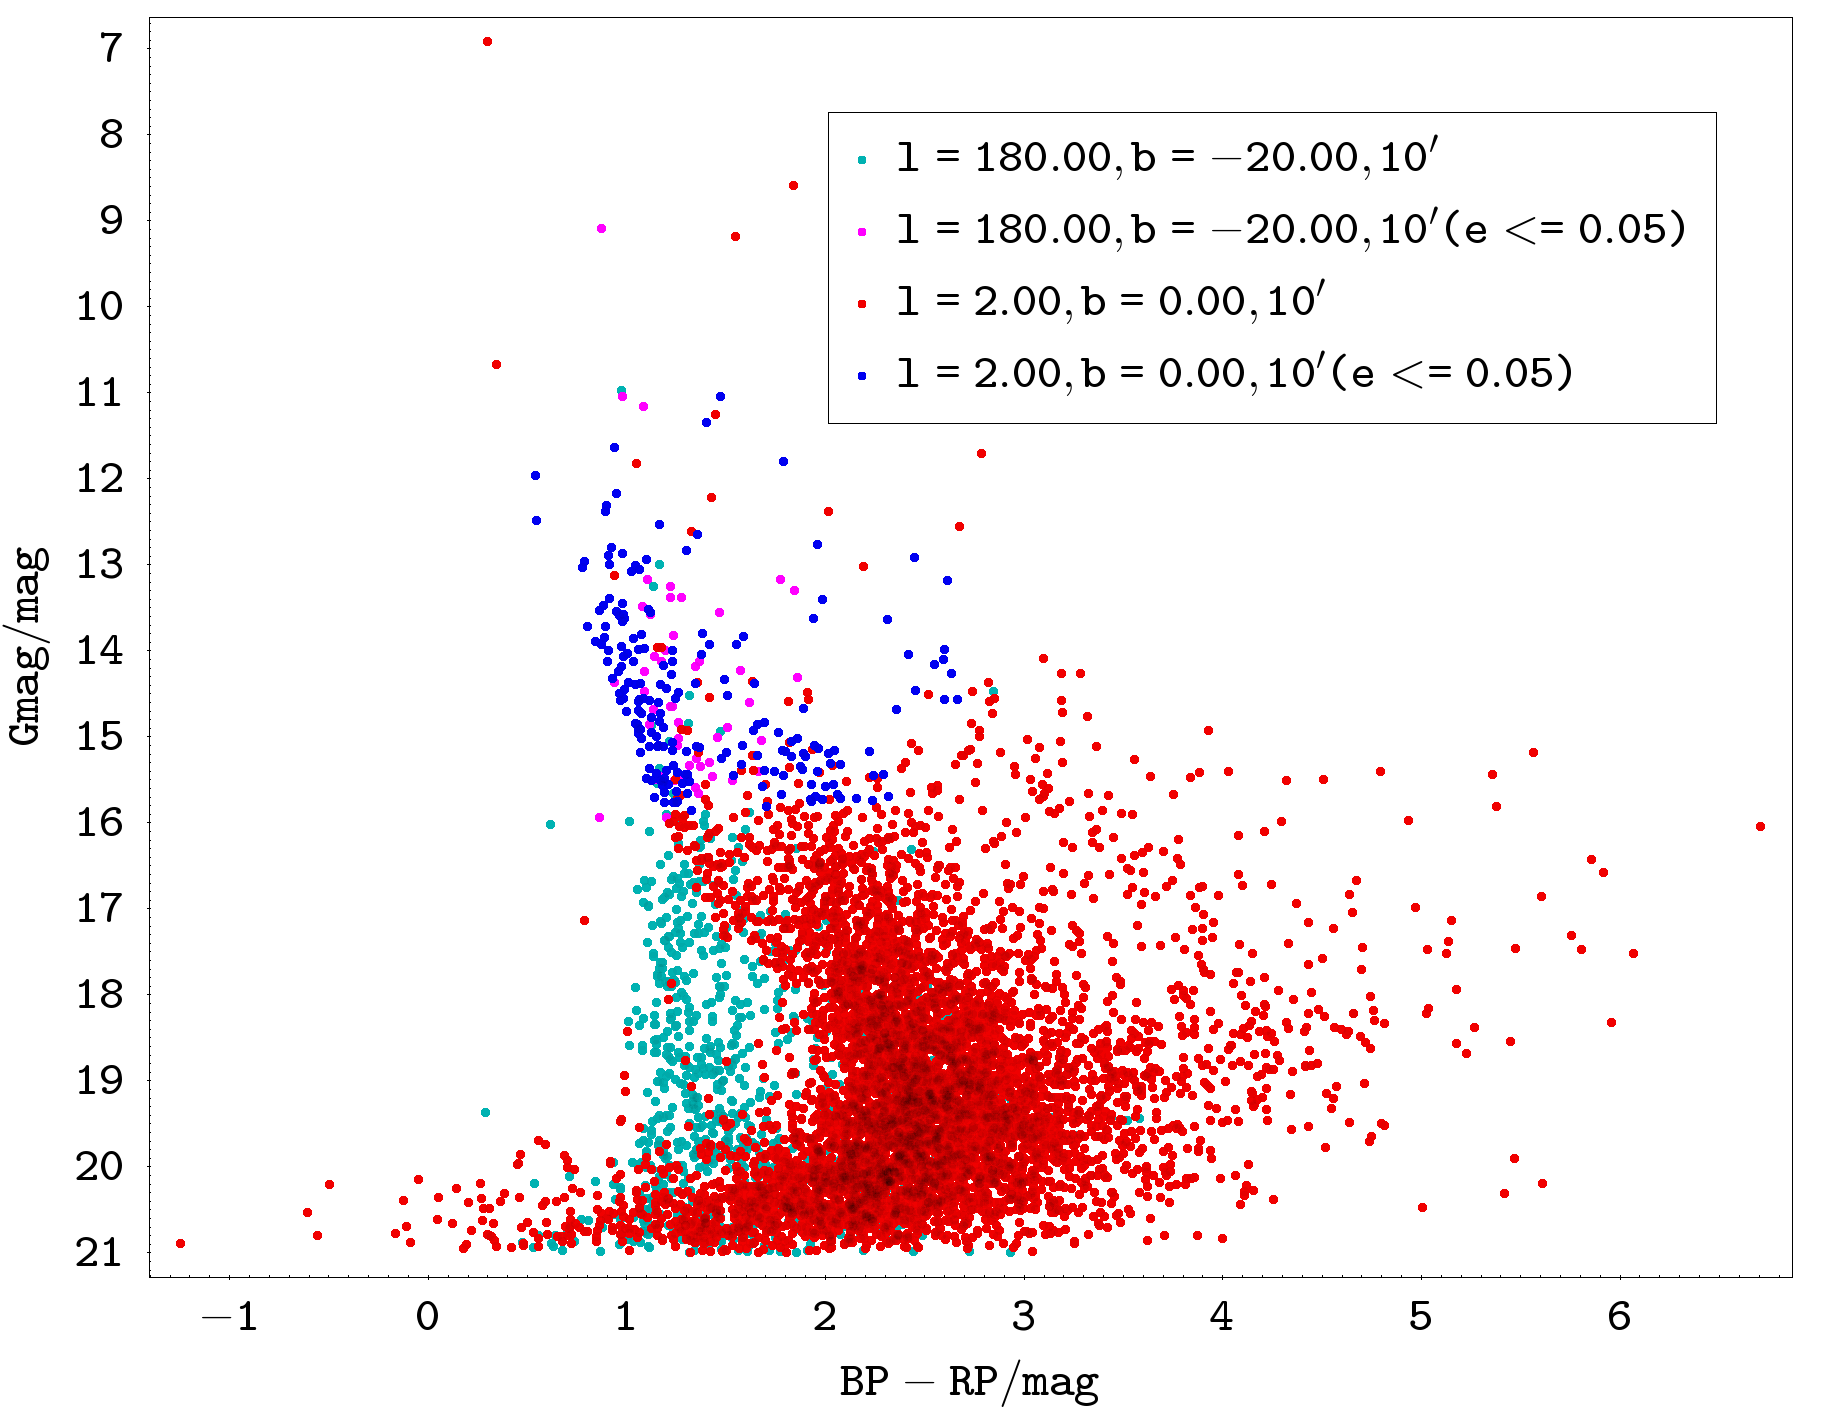 7
8
9
10
11
12
13
14
15
16
17
18
19
20
21
Gmag/mag
l = 180.00, b = −20.00, 10′
l = 180.00, b = −20.00, 10′(e <= 0.05)
l = 2.00, b = 0.00, 10′
l = 2.00, b = 0.00, 10′(e <= 0.05)
−1 0 1 2 3 4 5 6
BP − RP/mag